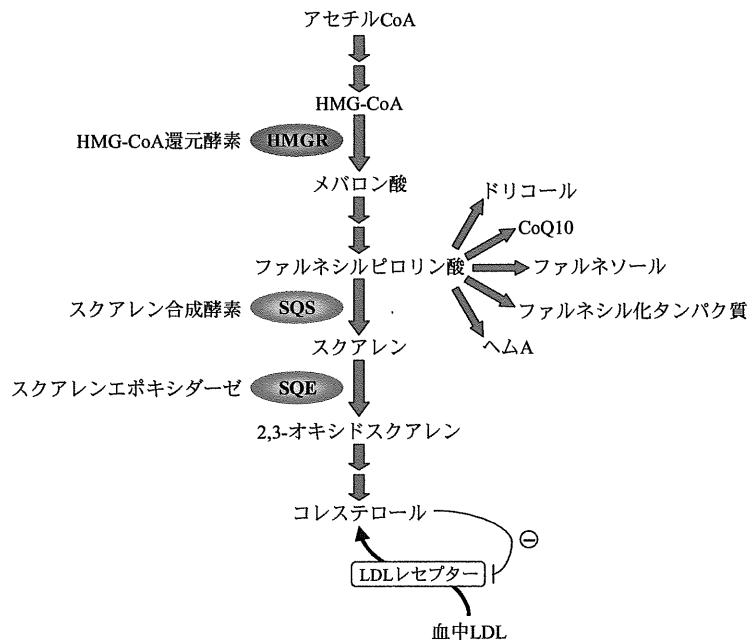 アセチルCoA
HMG-CoA
HMG-CoA還元酵素 HMGR
メバロン酸
ドリコール
CoQ10
ファルネシルピロリン酸 ファルネソール
スクアレン合成酵素 SQS ファルネシル化タンパク質
スクアレン ヘムA
スクアレンエポキシダーゼ SQE
2,3-オキシドスクアレン
コレステロール
⊖
LDLレセプター
血中LDL